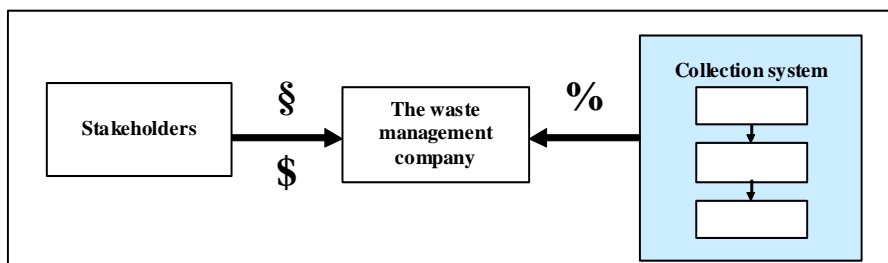 Stakeholders
§
$
The waste
management
company
%
Collection system